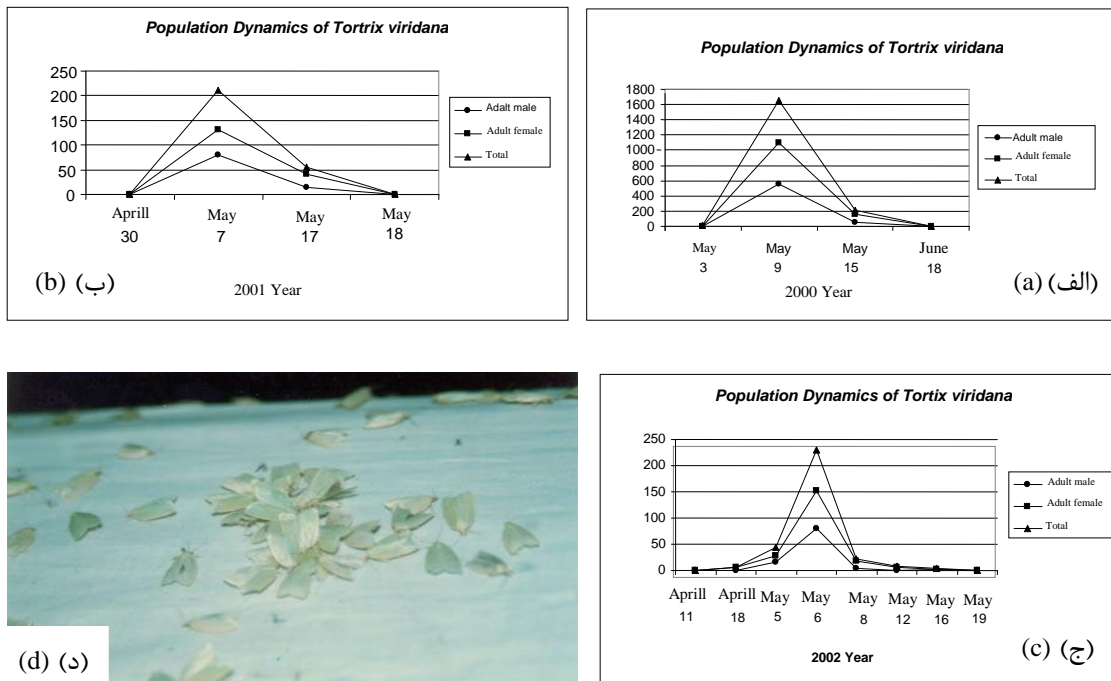 Population Dynamics of Tortrix viridana
250
200
150
100
50
0
Aprill 30
May 7
May 17
May 18
2001 Year
Adalt male
Adult female
Total
(b) (ب)
Population Dynamics of Tortrix viridana
1800
1600
1400
1200
1000
800
600
400
200
0
May 3
May 9
May 15
June 18
2000 Year
Adult male
Adult female
Total
(a) (الف)
(d) (د)
Population Dynamics of Tortix viridana
250
200
150
100
50
0
Aprill 11
Aprill 18
May 5
May 6
May 8
May 12
May 16
May 19
2002 Year
Adult male
Adult female
Total
(c) (ج)